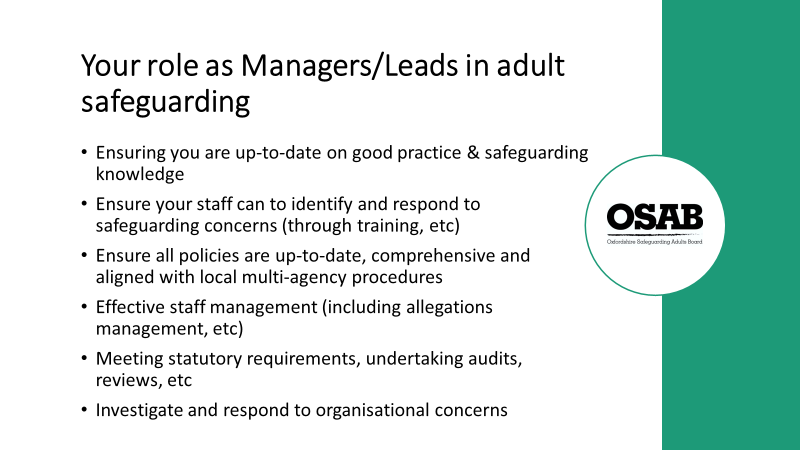 Your role as Managers/Leads in adult
safeguarding
• Ensuring you are up-to-date on good practice & safeguarding
knowledge
• Ensure your staff can to identify and respond to
safeguarding concerns (through training, etc)
• Ensure all policies are up-to-date, comprehensive and
aligned with local multi-agency procedures
• Effective staff management (including allegations
management, etc)
• Meeting statutory requirements, undertaking audits,
reviews, etc
• Investigate and respond to organisational concerns
OSAB
Oxfordshire Safeguarding Adults Board